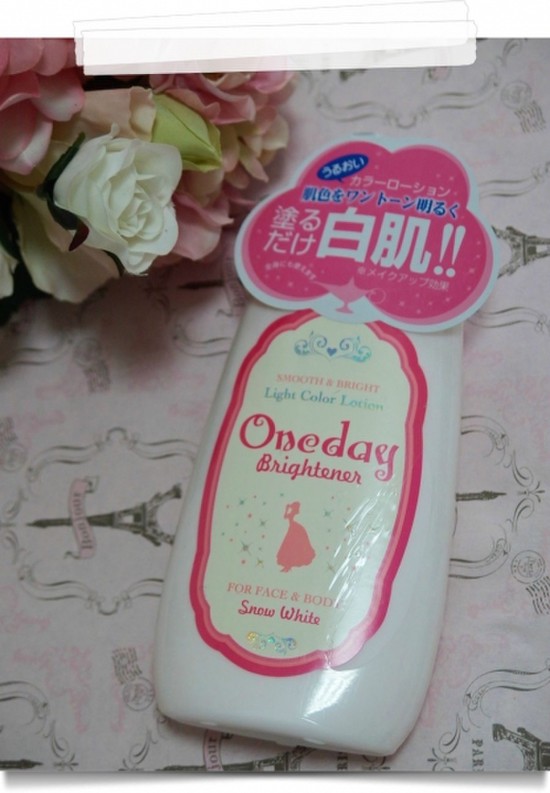 うるおい
カラーローション
肌色をワントーン明るく
塗る
だけ
白肌!!
※メイクアップ効果
SMOOTH & BRIGHT
Light Color Lotion
Oneday
Brightener
FOR FACE & BODY
Snow White
PARIS